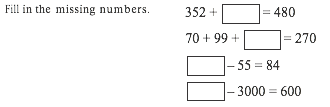 Fill in the missing numbers.
352 + = 480
70 + 99 + = 270
– 55 = 84
– 3000 = 600